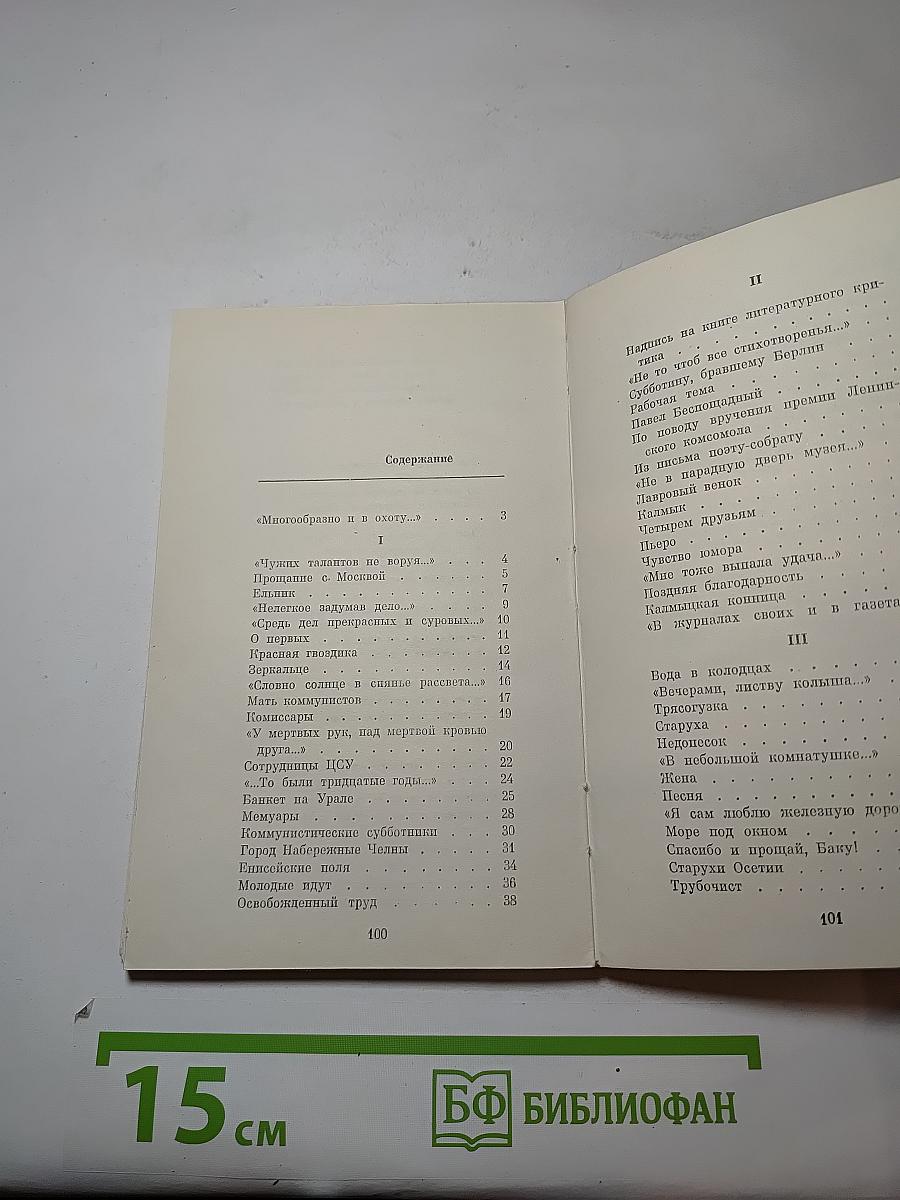 Содержание
«Многообразно и в охоту...» . . . . 3
I
«Чужих талантов не воруя...» . . . 4
Прощание с Москвой . . . . . . 5
Ельник . . . . . . . . . . . 7
«Нелегкое задумав дело...» . . . . 9
«Средь дел прекрасных и суровых...» 10
О первых . . . . . . . . . . 11
Красная гвоздика . . . . . . . 12
Зеркальце . . . . . . . . . . 14
«Словно солнце в сиянье рассвета...» 16
Мать коммунистов . . . . . . . 17
Комиссары . . . . . . . . . . 19
«У мертвых рук, над мертвой кровью
друга...» . . . . . . . . . . 20
Сотрудницы ЦСУ . . . . . . . 22
«...То были тридцатые годы...» . . . 24
Банкет на Урале . . . . . . . 25
Мемуары . . . . . . . . . . 28
Коммунистические субботники . . . 30
Город Набережные Челны . . . . . 31
Енисейские поля . . . . . . . . 34
Молодые идут . . . . . . . . . 36
Освобожденный труд . . . . . . 38
100
II
Надпись на книге литературного кри-
тика . . . . . . . . . .
«Не то чтоб все стихотворенья...» . .
Субботину, бравшему Берлин . . .
Рабочая тема . . . . . . . .
Павел Беспощадный . . . . . .
По поводу вручения премии Ленин-
ского комсомола . . . . . . .
Из письма поэту-собрату . . . .
«Не в парадную дверь музея...» . .
Лавровый венок . . . . . . .
Калмык . . . . . . . . . .
Четырем друзьям . . . . . . .
Пьеро . . . . . . . . . . .
Чувство юмора . . . . . . . .
«Мне тоже выпала удача...» . . .
Поздняя благодарность . . . . .
Калмыцкая конница . . . . . .
«В журналах своих и в газета
III
Вода в колодцах . . . . . . .
«Вечерами, листву колыша...» . .
Трясогузка . . . . . . . . .
Старуха . . . . . . . . . .
Недопесок . . . . . . . . .
«В небольшой комнатушке...»
Жена . . . . . . . . . . .
Песня . . . . . . . . . . .
«Я сам люблю железную доро
Море под окном . . . . . .
Спасибо и прощай, Баку! . .
Старухи Осетии . . . . . .
Трубочист . . . . . . . .
101
15 см
БФ БИБЛИОФАН